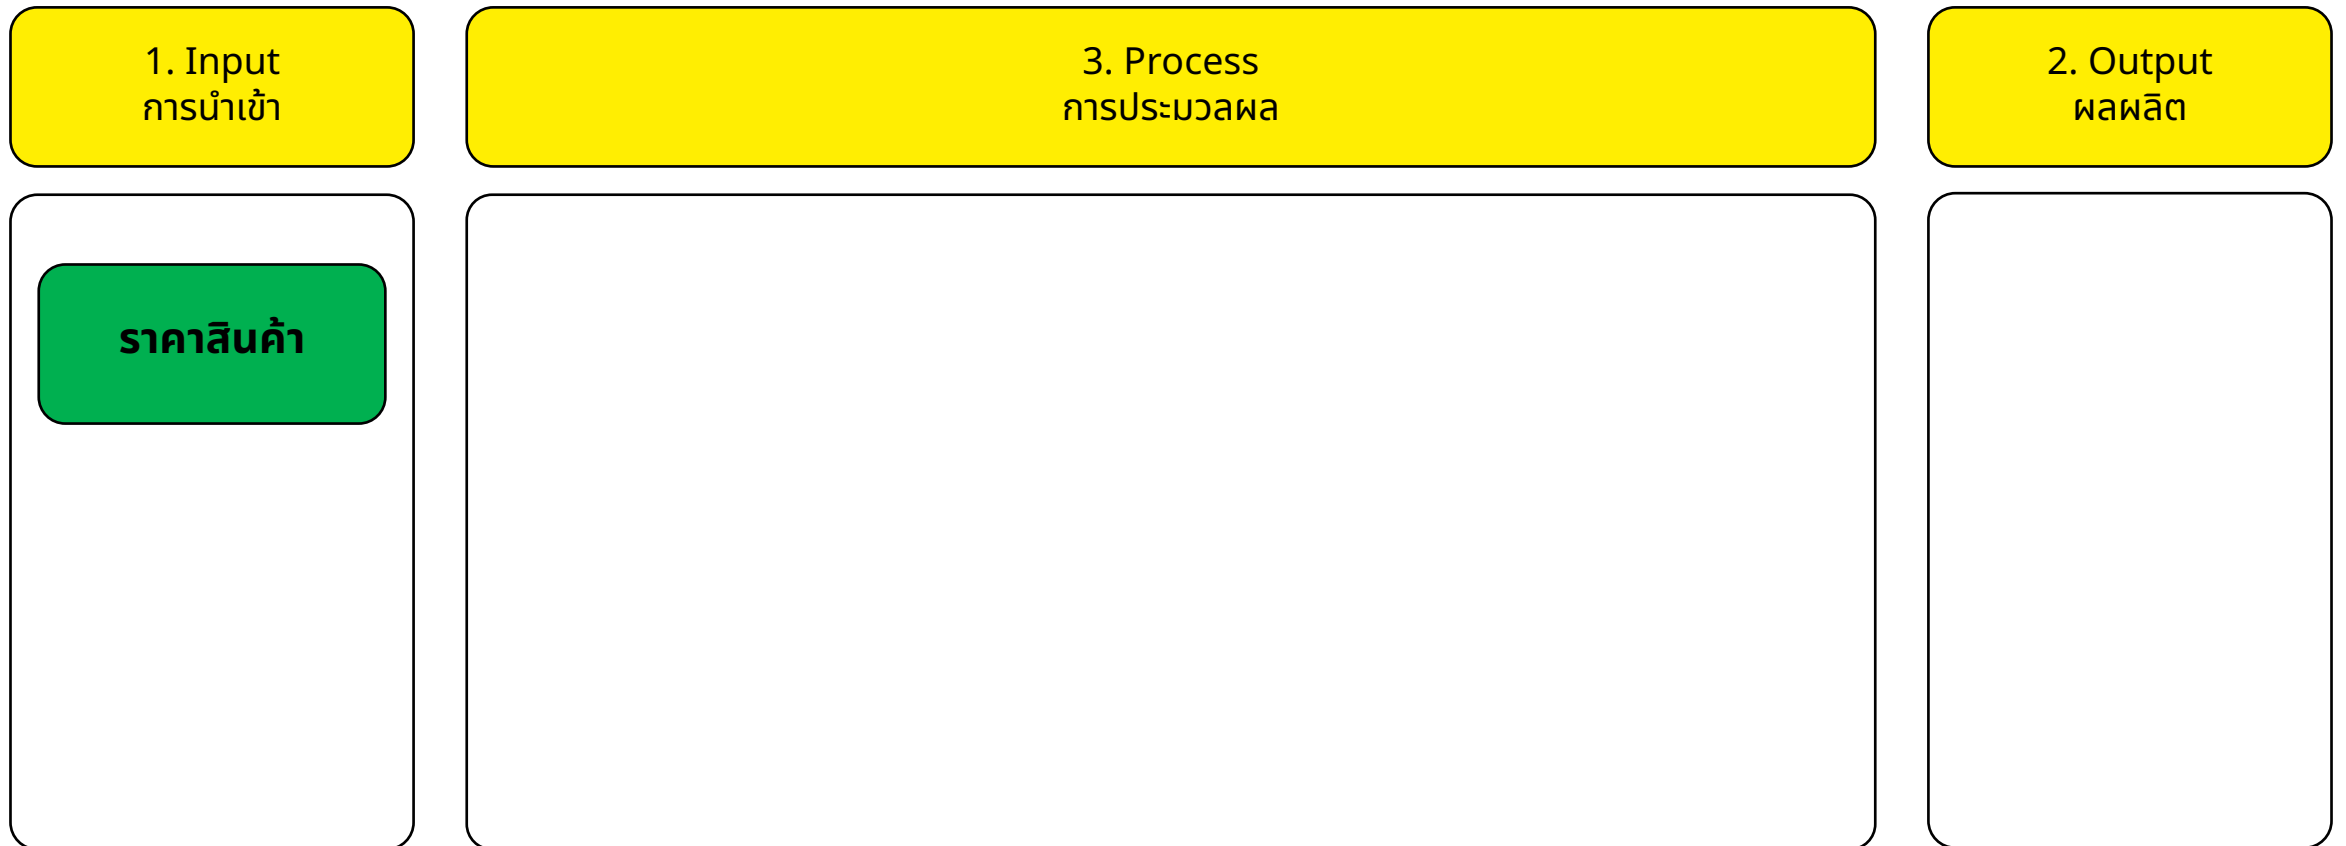 1. Input
การนำเข้า
3. Process
การประมวลผล
2. Output
ผลผลิต
ราคาสินค้า